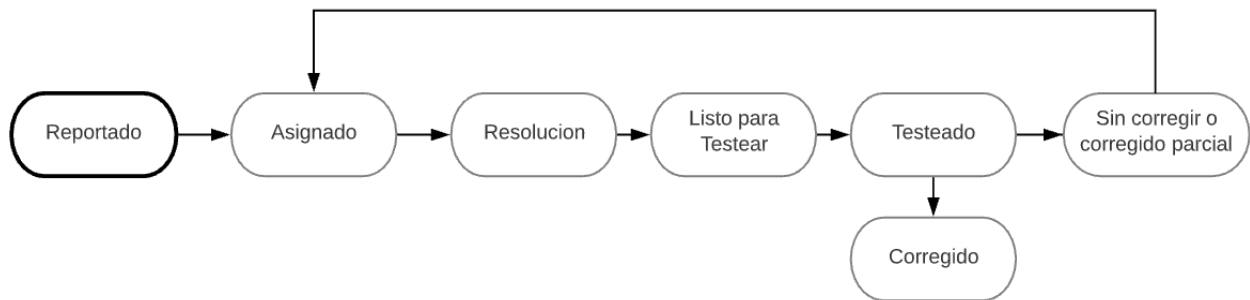 Reportado
Asignado
Resolucion
Listo para
Testear
Testeado
Sin corregir o
corregido parcial
Corregido